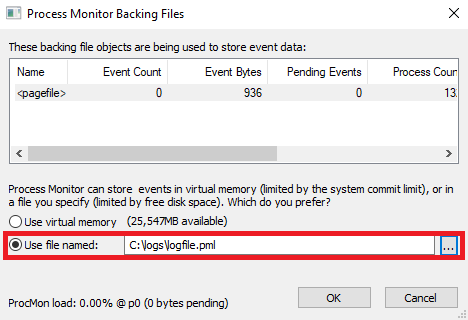 Process Monitor Backing Files
These backing file objects are being used to store event data:
Name Event Count Event Bytes Pending Events Process Coun
<pagefile> 0 936 0 13
Process Monitor can store events in virtual memory (limited by the system commit limit), or in
a file you specify (limited by free disk space). Which do you prefer?
Use virtual memory (25,547MB available)
Use file named: C:\logs\logfile.pml ...
ProcMon load: 0.00% @ p0 (0 bytes pending) OK Cancel